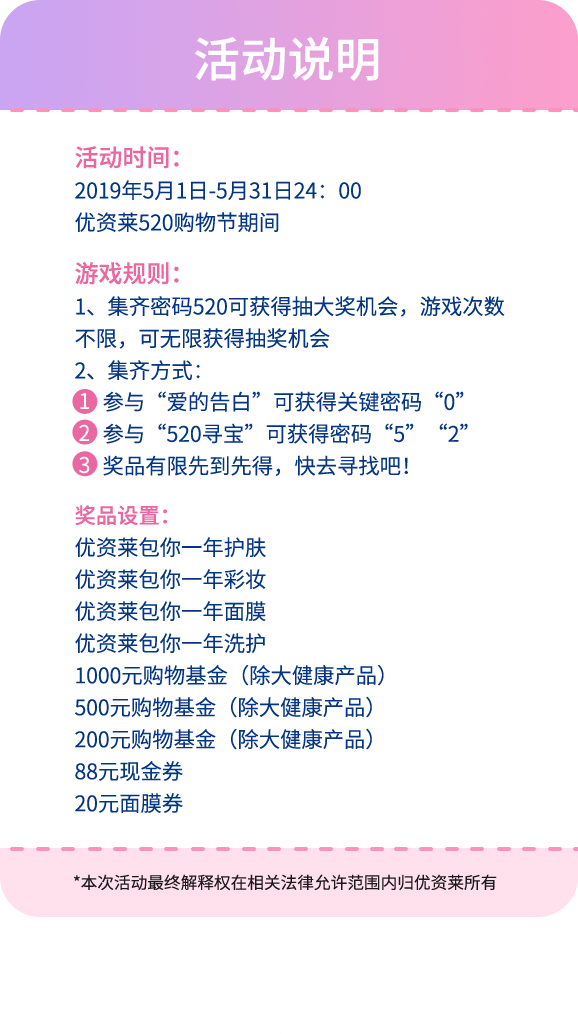 活动说明
活动时间：
2019年5月1日-5月31日24：00
优资莱520购物节期间
游戏规则：
1、集齐密码520可获得抽大奖机会，游戏次数
不限，可无限获得抽奖机会
2、集齐方式：
1 参与“爱的告白”可获得关键密码“0”
2 参与“520寻宝”可获得密码“5”“2”
3 奖品有限先到先得，快去寻找吧！
奖品设置：
优资莱包你一年护肤
优资莱包你一年彩妆
优资莱包你一年面膜
优资莱包你一年洗护
1000元购物基金（除大健康产品）
500元购物基金（除大健康产品）
200元购物基金（除大健康产品）
88元现金券
20元面膜券
*本次活动最终解释权在相关法律允许范围内归优资莱所有